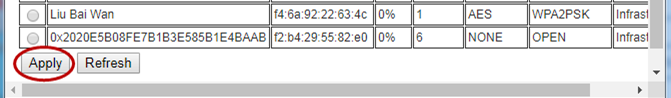 Liu Bai Wan f4:6a:92:22:63:4c 0% 1 AES WPA2PSK Infrast
0x2020E5B08FE7B1B3E585B1E4BAAB f2:b4:29:55:82:e0 0% 6 NONE OPEN Infrast
Apply Refresh